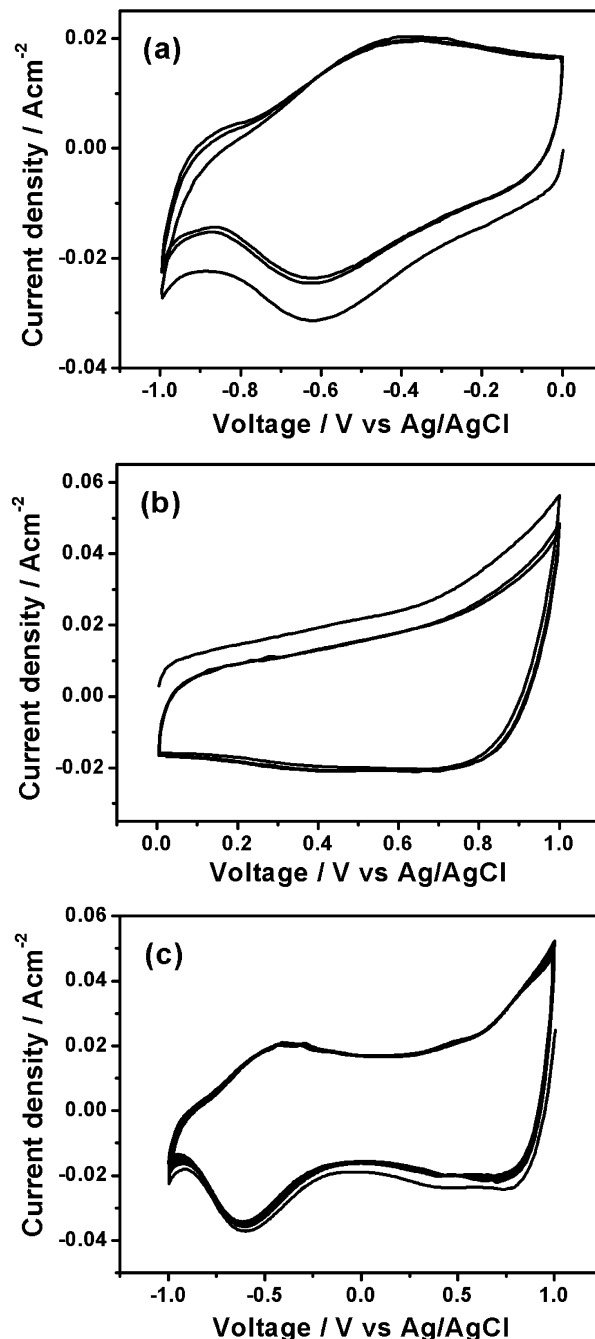 (a)
Current density / Acm⁻²
0.02
0.00
-0.02
-0.04
-1.0 -0.8 -0.6 -0.4 -0.2 0.0
Voltage / V vs Ag/AgCl
(b)
Current density / Acm⁻²
0.06
0.04
0.02
0.00
-0.02
0.0 0.2 0.4 0.6 0.8 1.0
Voltage / V vs Ag/AgCl
(c)
Current density / Acm⁻²
0.06
0.04
0.02
0.00
-0.02
-0.04
-1.0 -0.5 0.0 0.5 1.0
Voltage / V vs Ag/AgCl